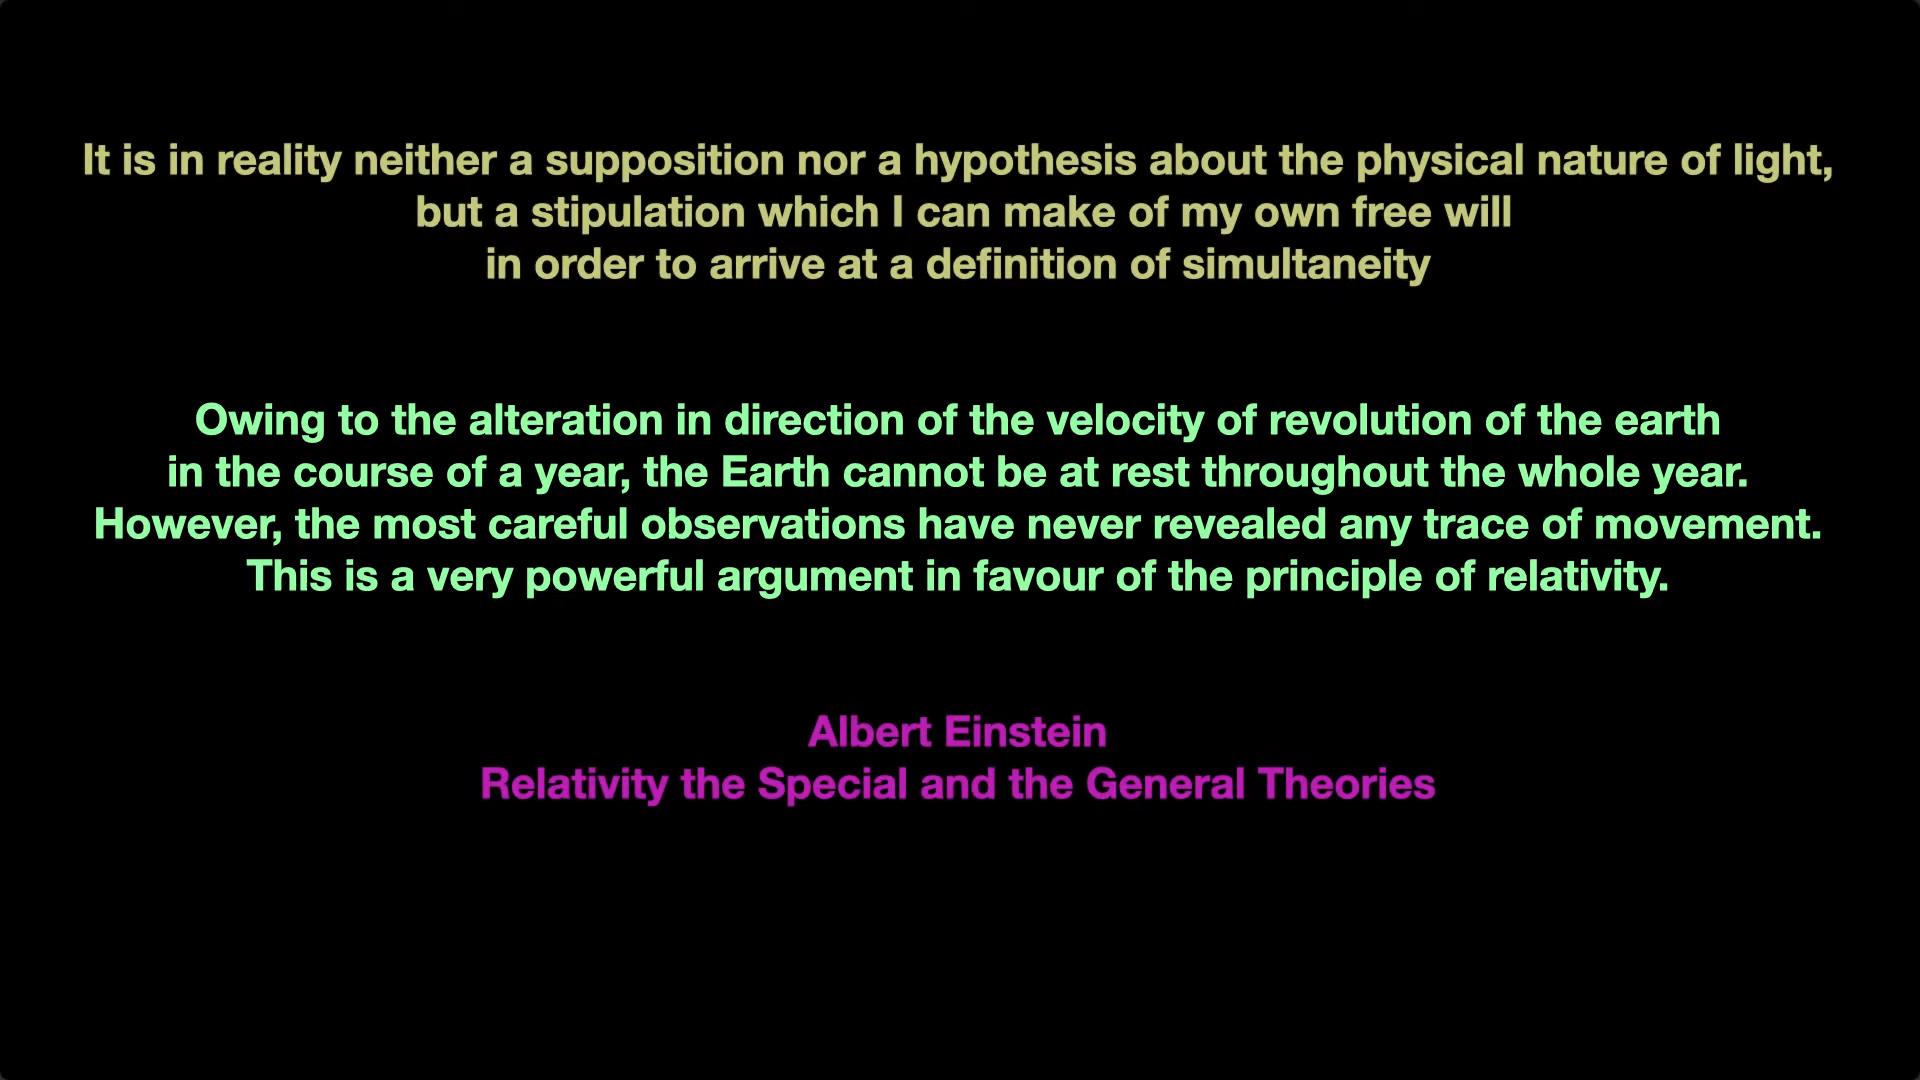 It is in reality neither a supposition nor a hypothesis about the physical nature of light,
but a stipulation which I can make of my own free will
in order to arrive at a definition of simultaneity
Owing to the alteration in direction of the velocity of revolution of the earth
in the course of a year, the Earth cannot be at rest throughout the whole year.
However, the most careful observations have never revealed any trace of movement.
This is a very powerful argument in favour of the principle of relativity.
Albert Einstein
Relativity the Special and the General Theories